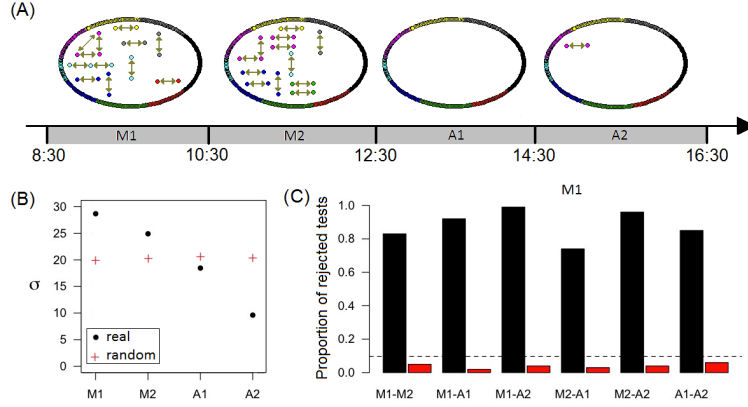 (A)
M1 M2 A1 A2
8:30 10:30 12:30 14:30 16:30
(B)
30
25
20
15
10
5
0
σ
real
random
M1 M2 A1 A2
(C)
M1
Proportion of rejected tests
1.0
0.8
0.6
0.4
0.2
0.0
M1-M2 M1-A1 M1-A2 M2-A1 M2-A2 A1-A2